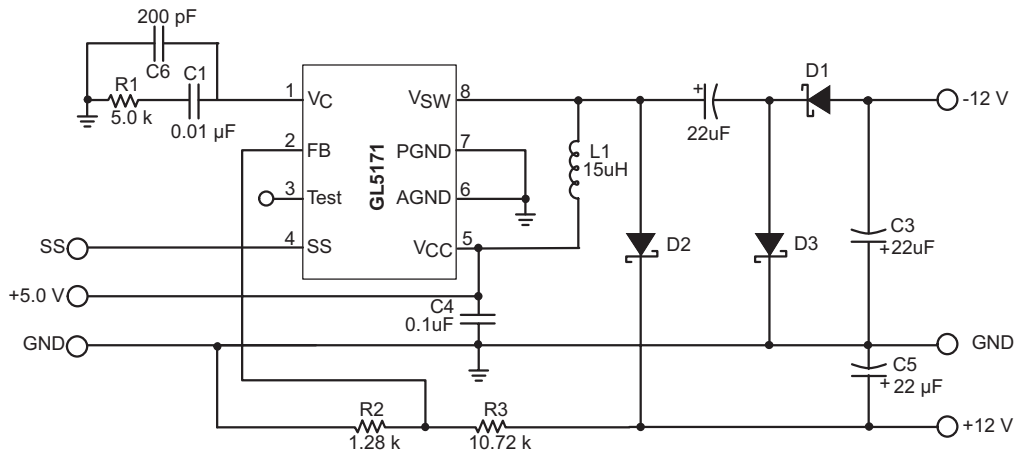 200 pF
C6
R1
C1
5.0 k
0.01 µF
1
VC
VSW
8
2
FB
PGND
7
3
Test
AGND
6
4
SS
VCC
5
GL5171
SS
+5.0 V
GND
C4
0.1uF
L1
15uH
+
22uF
D1
D2
D3
-12 V
C3
+22uF
GND
C5
+ 22 µF
R2
1.28 k
R3
10.72 k
+12 V